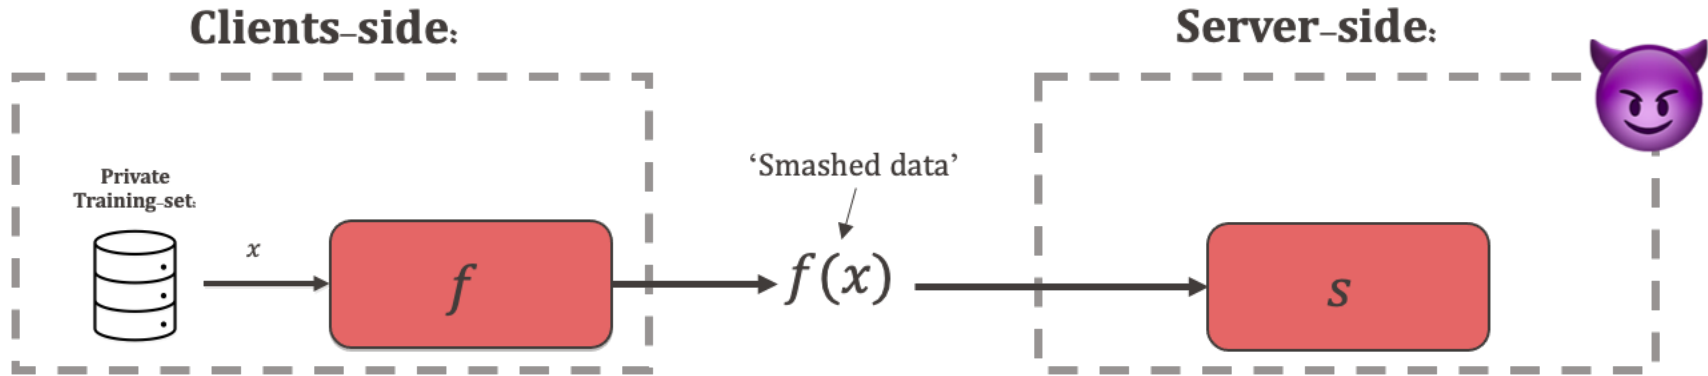 Clients-side:
Server-side:
'Smashed data'
Private
Training-set:
x
f
f(x)
s